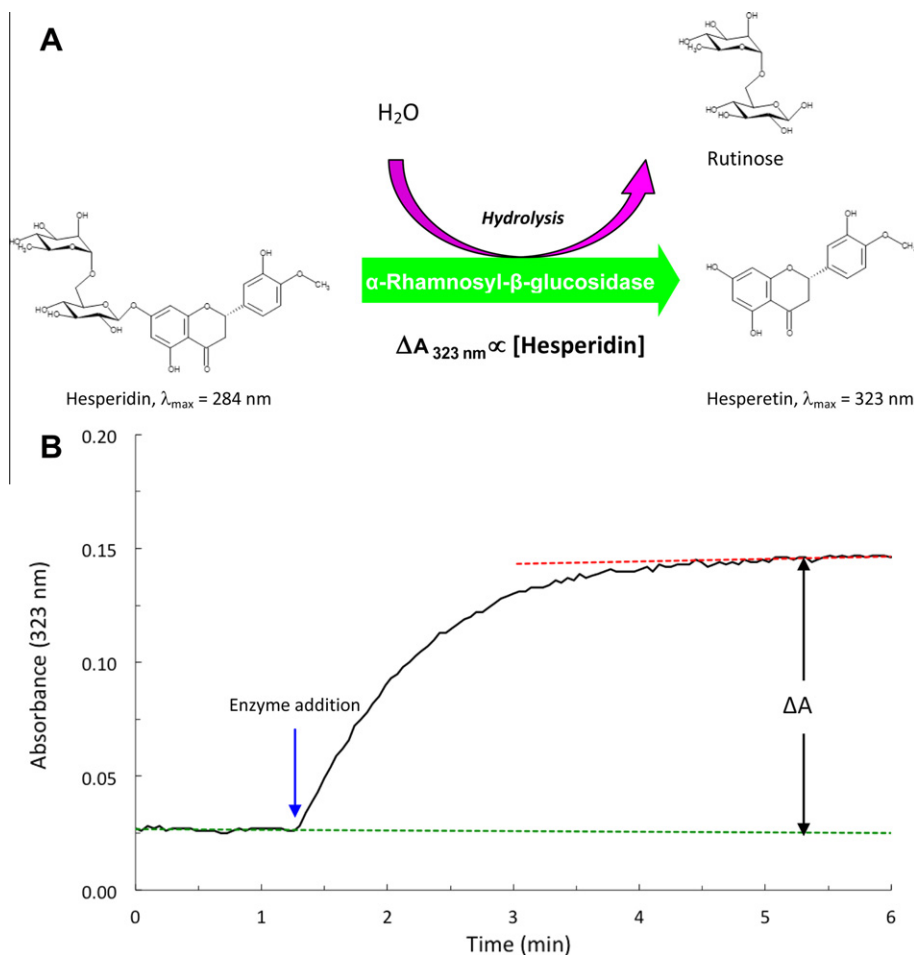 A
H₂O
Rutinose
Hydrolysis
α-Rhamnosyl-β-glucosidase
ΔA 323 nm ∝ [Hesperidin]
Hesperidin, λmax = 284 nm
Hesperetin, λmax = 323 nm
B
0.20
0.15
0.10
0.05
0.00
Absorbance (323 nm)
Enzyme addition
ΔA
0 1 2 3 4 5 6
Time (min)